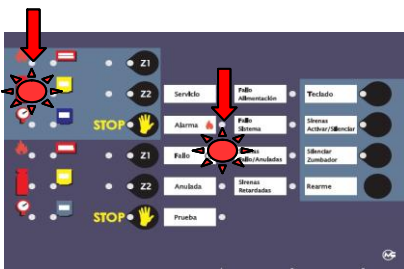 Z1
Z2
Servicio
Fallo
Alimentación
Teclado
STOP
Alarma
Fallo
Sistema
Sirenas
Activar/Silenciar
Z1
Fallo
Fallo/Anuladas
Silenciar
Zumbador
Z2
Anulada
Sirenas
Retardadas
Rearme
STOP
Prueba